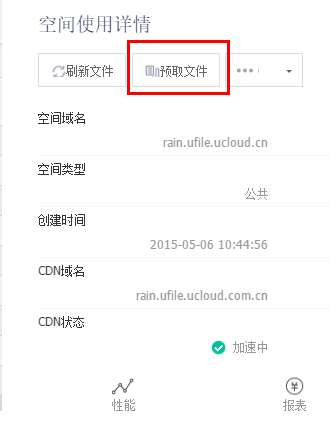 空间使用详情
刷新文件 预取文件
空间域名
rain.ufile.ucloud.cn
空间类型
公共
创建时间
2015-05-06 10:44:56
CDN域名
rain.ufile.ucloud.com.cn
CDN状态
加速中
性能 报表